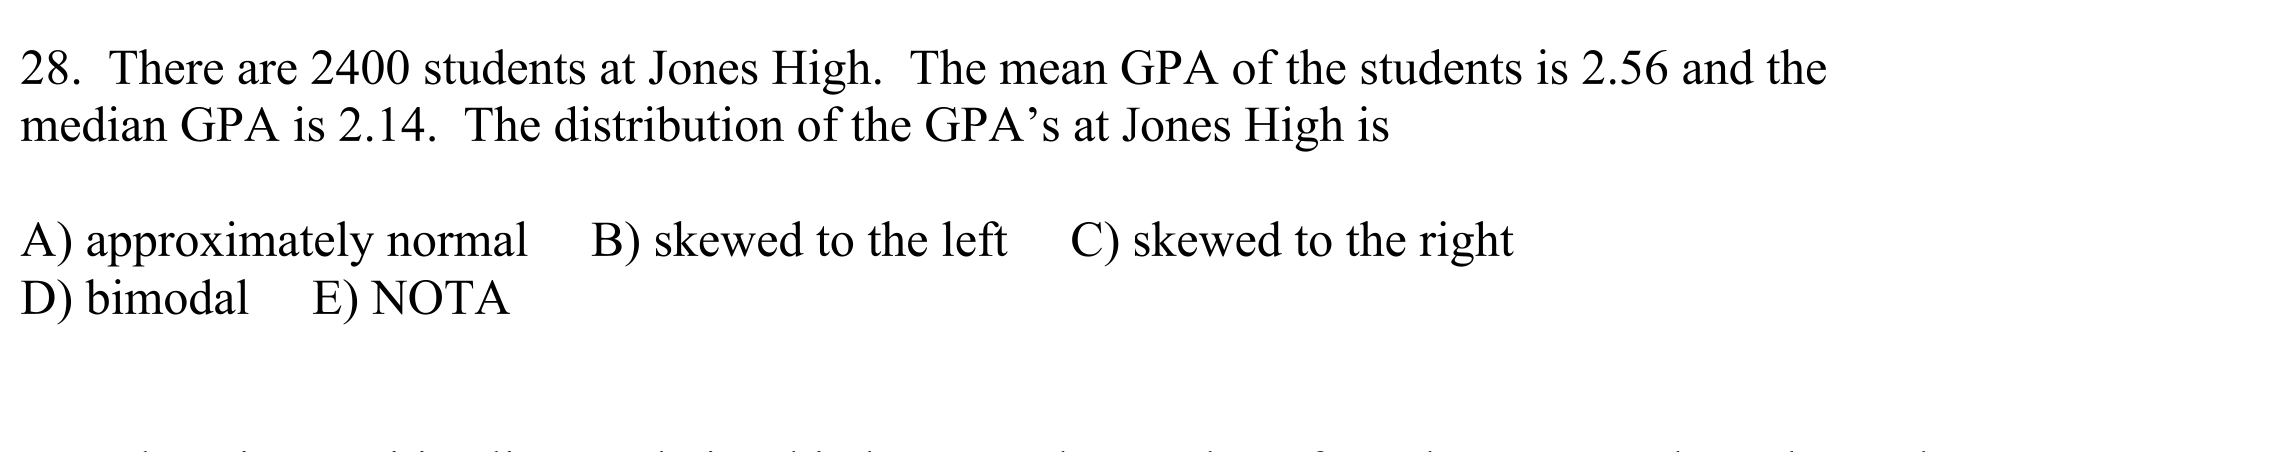 28. There are 2400 students at Jones High. The mean GPA of the students is 2.56 and the
median GPA is 2.14. The distribution of the GPA’s at Jones High is
A) approximately normal B) skewed to the left C) skewed to the right
D) bimodal E) NOTA